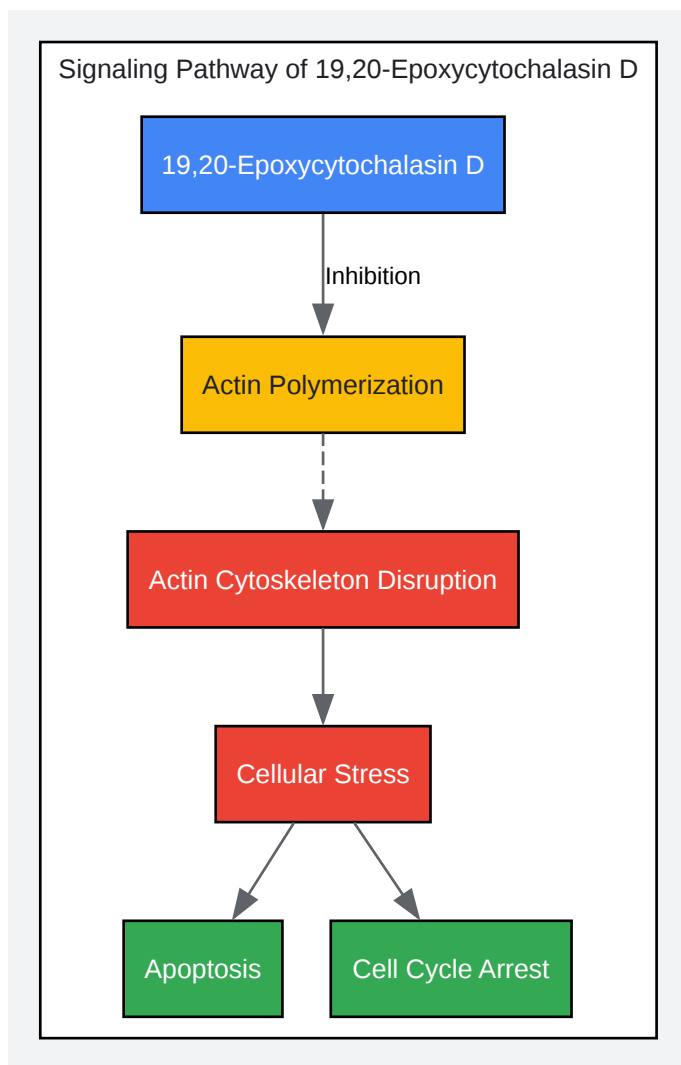 Signaling Pathway of 19,20-Epoxycytochalasin D
19,20-Epoxycytochalasin D
Inhibition
Actin Polymerization
Actin Cytoskeleton Disruption
Cellular Stress
Apoptosis
Cell Cycle Arrest